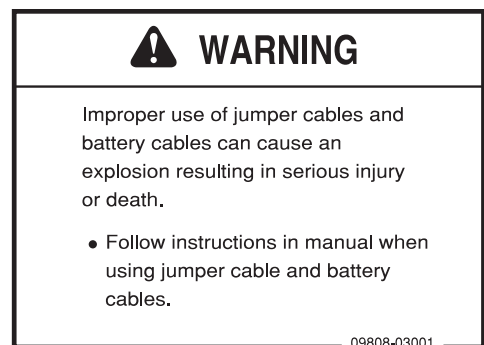 WARNING
Improper use of jumper cables and
battery cables can cause an
explosion resulting in serious injury
or death.
• Follow instructions in manual when
using jumper cable and battery
cables.
09808-03001